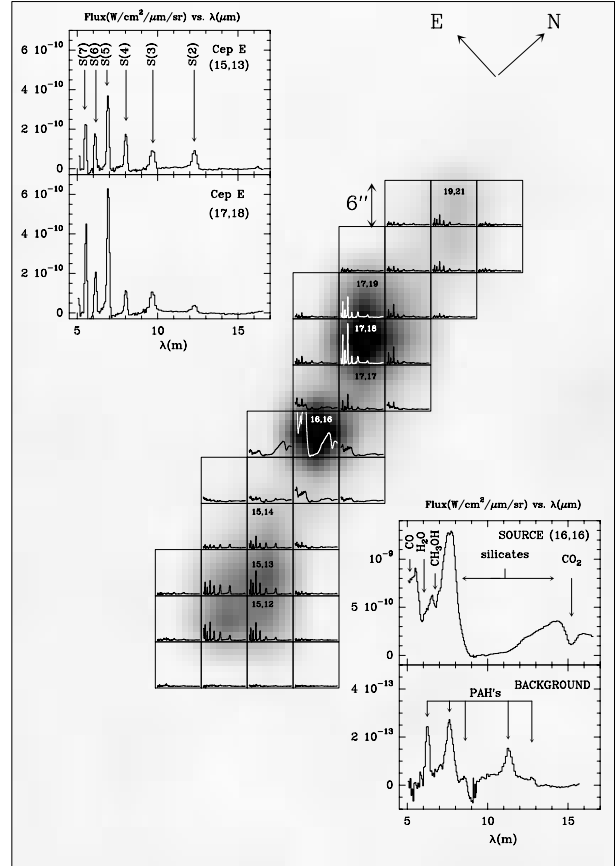 Flux(W/cm²/μm/sr) vs. λ(μm)
E
N
6 10⁻¹⁰
4 10⁻¹⁰
2 10⁻¹⁰
0
S(7)
S(6)
S(5)
S(4)
S(3)
S(2)
Cep E
(15,13)
6 10⁻¹⁰
4 10⁻¹⁰
2 10⁻¹⁰
0
Cep E
(17,18)
5
10
15
λ(m)
6''
19,21
17,19
17,18
17,17
16,16
15,14
15,13
15,12
Flux(W/cm²/μm/sr) vs. λ(μm)
SOURCE (16,16)
CO
H₂O
CH₃OH
silicates
CO₂
10⁻⁹
5 10⁻¹⁰
0
4 10⁻¹³
2 10⁻¹³
0
BACKGROUND
PAH's
5
10
15
λ(m)